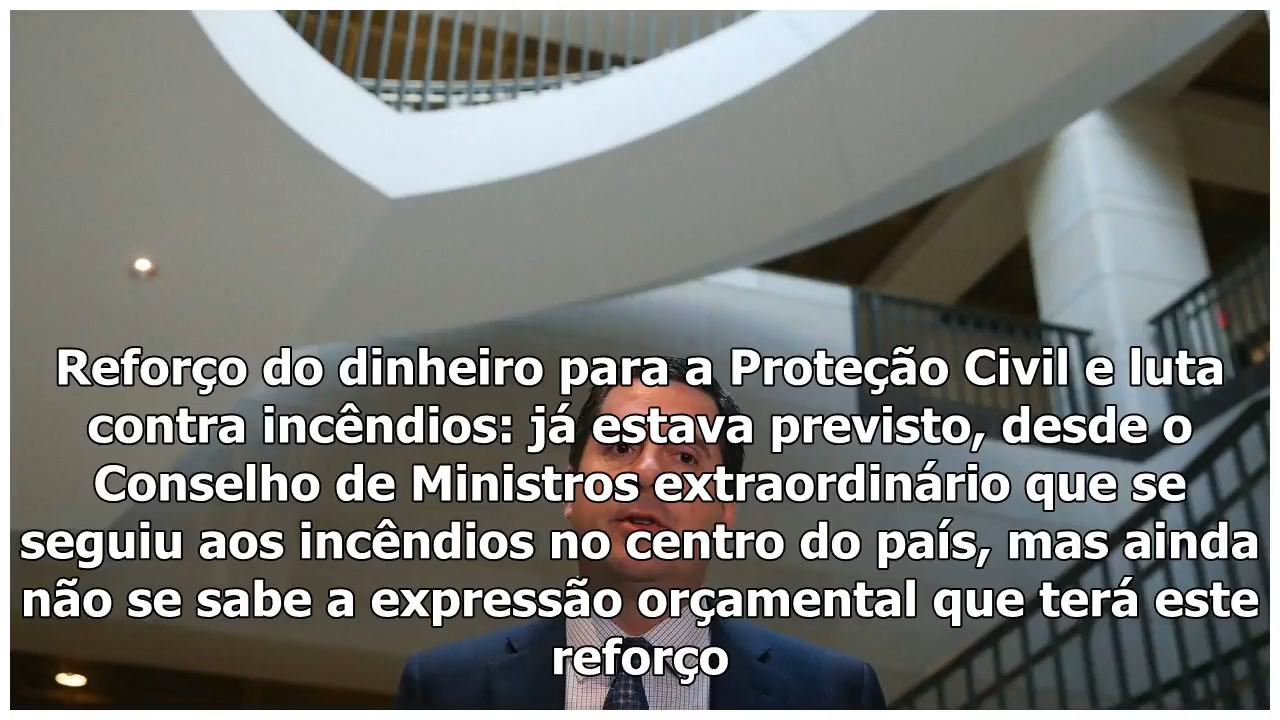 Reforço do dinheiro para a Proteção Civil e luta
contra incêndios: já estava previsto, desde o
Conselho de Ministros extraordinário que se
seguiu aos incêndios no centro do país, mas ainda
não se sabe a expressão orçamental que terá este
reforço